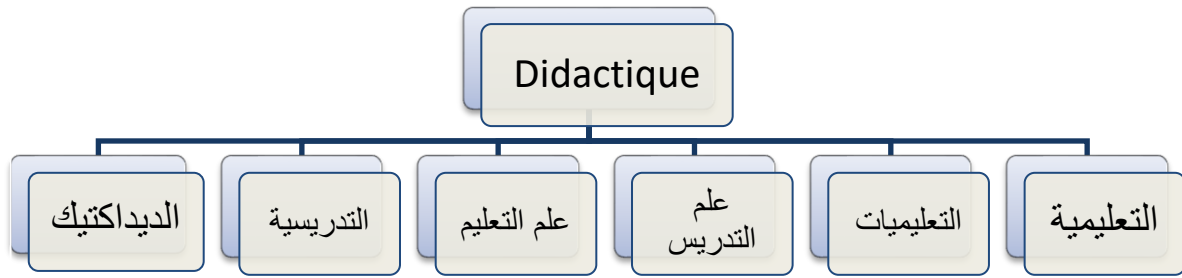 Didactique
التعليمية
التعليميات
علم
التدريس
علم التعليم
التدريسية
الديداكتيك